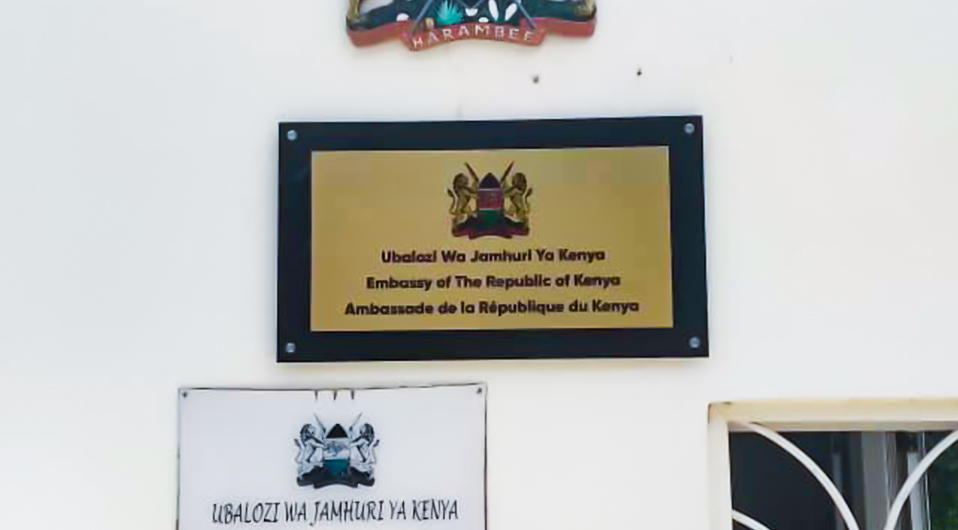 HARAMBEE
Ubalozi Wa Jamhuri Ya Kenya
Embassy of The Republic of Kenya
Ambassade de la République du Kenya
UBALOZI WA JAMHURI YA KENYA